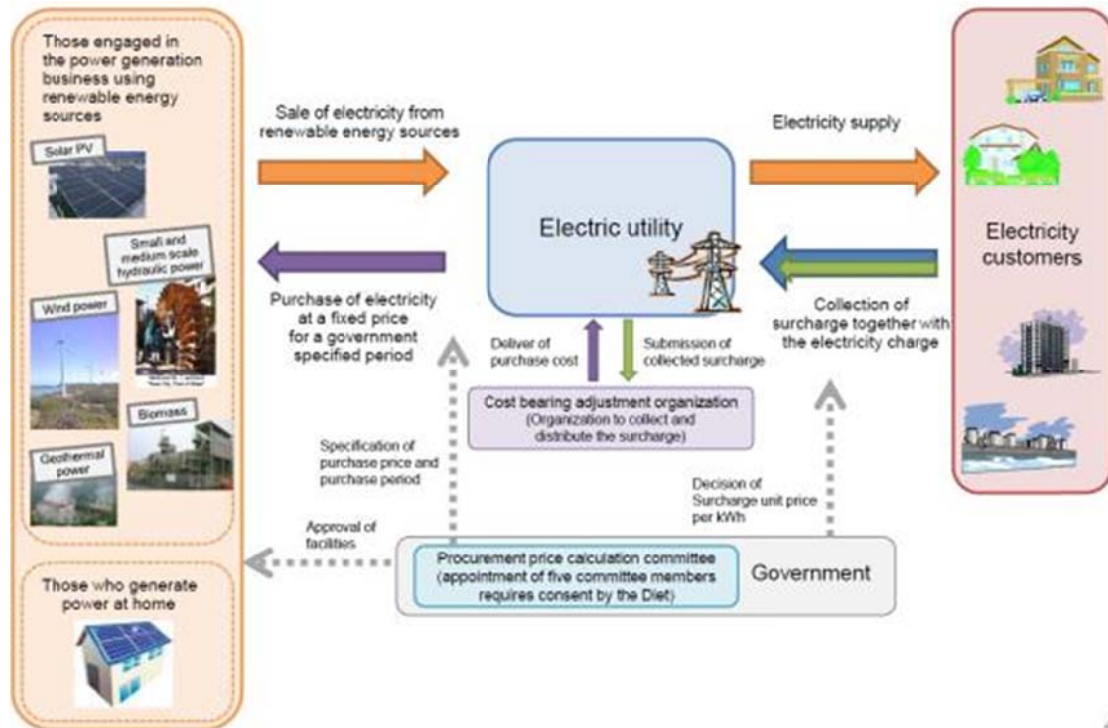 Those engaged in
the power generation
business using
renewable energy
sources
Solar PV
Small and
medium scale
hydraulic power
Wind power
Biomass
Geothermal
power
Those who generate
power at home
Sale of electricity from
renewable energy sources
Purchase of electricity
at a fixed price
for a government
specified period
Electric utility
Electricity supply
Collection of
surcharge together with
the electricity charge
Electricity
customers
Deliver of
purchase cost
Submission of
collected surcharge
Cost bearing adjustment organization
(Organization to collect and
distribute the surcharge)
Specification of
purchase price and
purchase period
Decision of
Surcharge unit price
per kWh
Approval of
facilities
Procurement price calculation committee
(appointment of five committee members
requires consent by the Diet)
Government